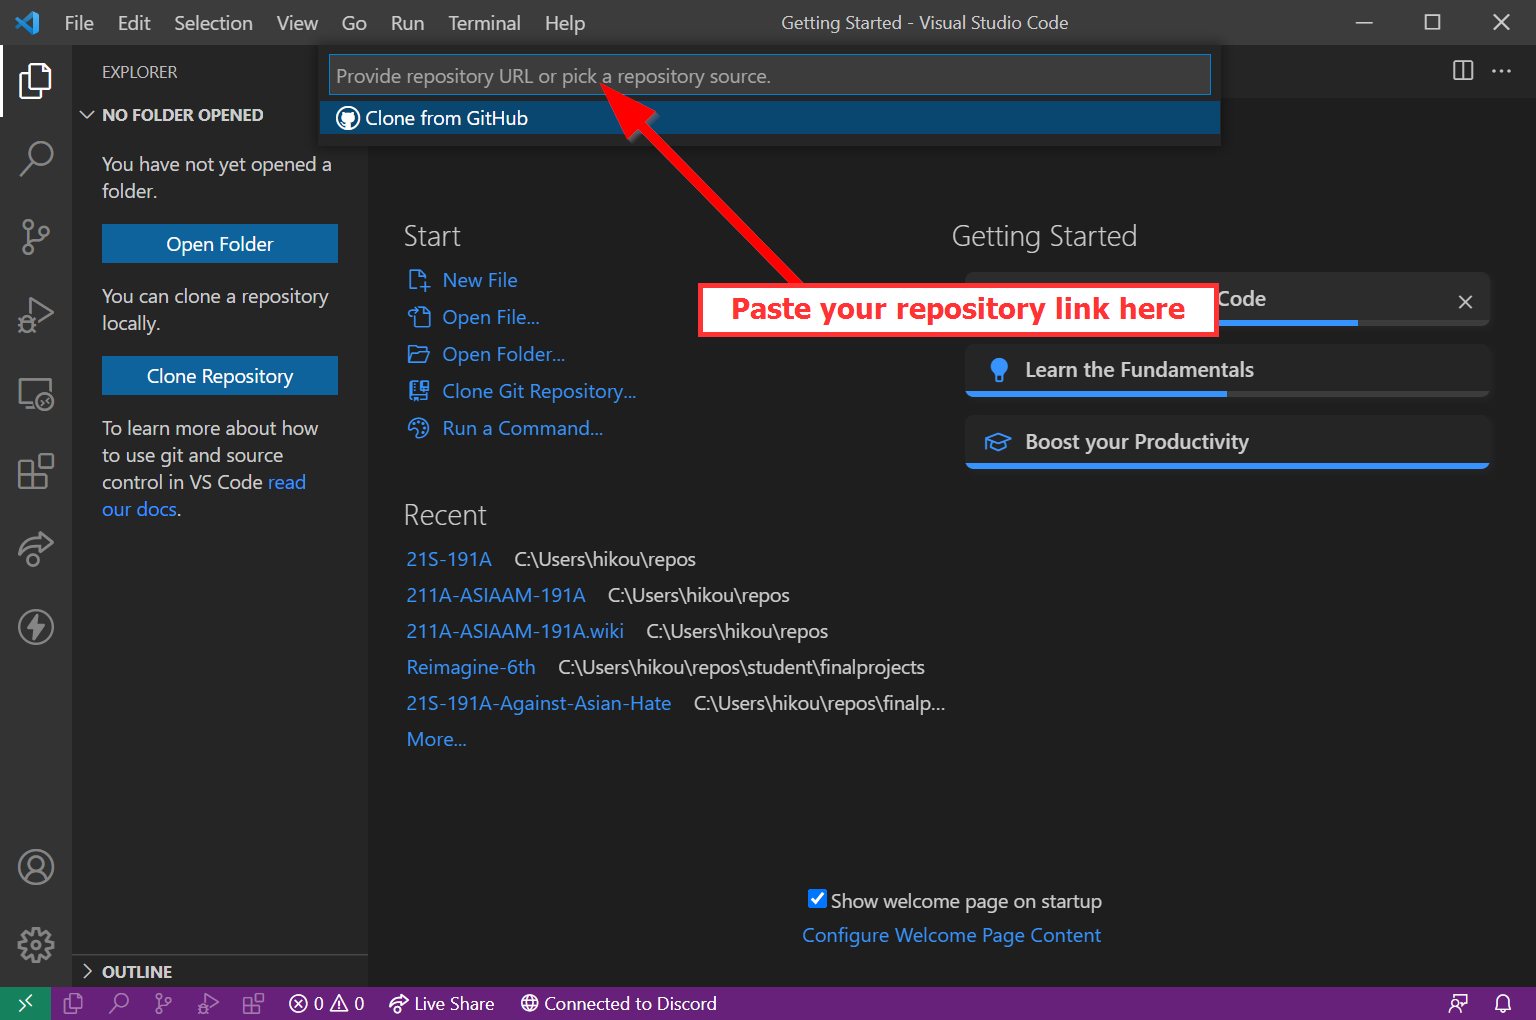 File Edit Selection View Go Run Terminal Help Getting Started - Visual Studio Code
EXPLORER
Provide repository URL or pick a repository source.
Clone from GitHub
NO FOLDER OPENED
You have not yet opened a
folder.
Open Folder
You can clone a repository
locally.
Clone Repository
To learn more about how
to use git and source
control in VS Code read
our docs.
OUTLINE
Start
New File
Open File...
Open Folder...
Clone Git Repository...
Run a Command...
Recent
21S-191A C:\Users\hikou\repos
211A-ASIAAM-191A C:\Users\hikou\repos
211A-ASIAAM-191A.wiki C:\Users\hikou\repos
Reimagine-6th C:\Users\hikou\repos\student\finalprojects
21S-191A-Against-Asian-Hate C:\Users\hikou\repos\finalp...
More...
Getting Started
Paste your repository link here
Code
Learn the Fundamentals
Boost your Productivity
Show welcome page on startup
Configure Welcome Page Content
0 0 Live Share Connected to Discord